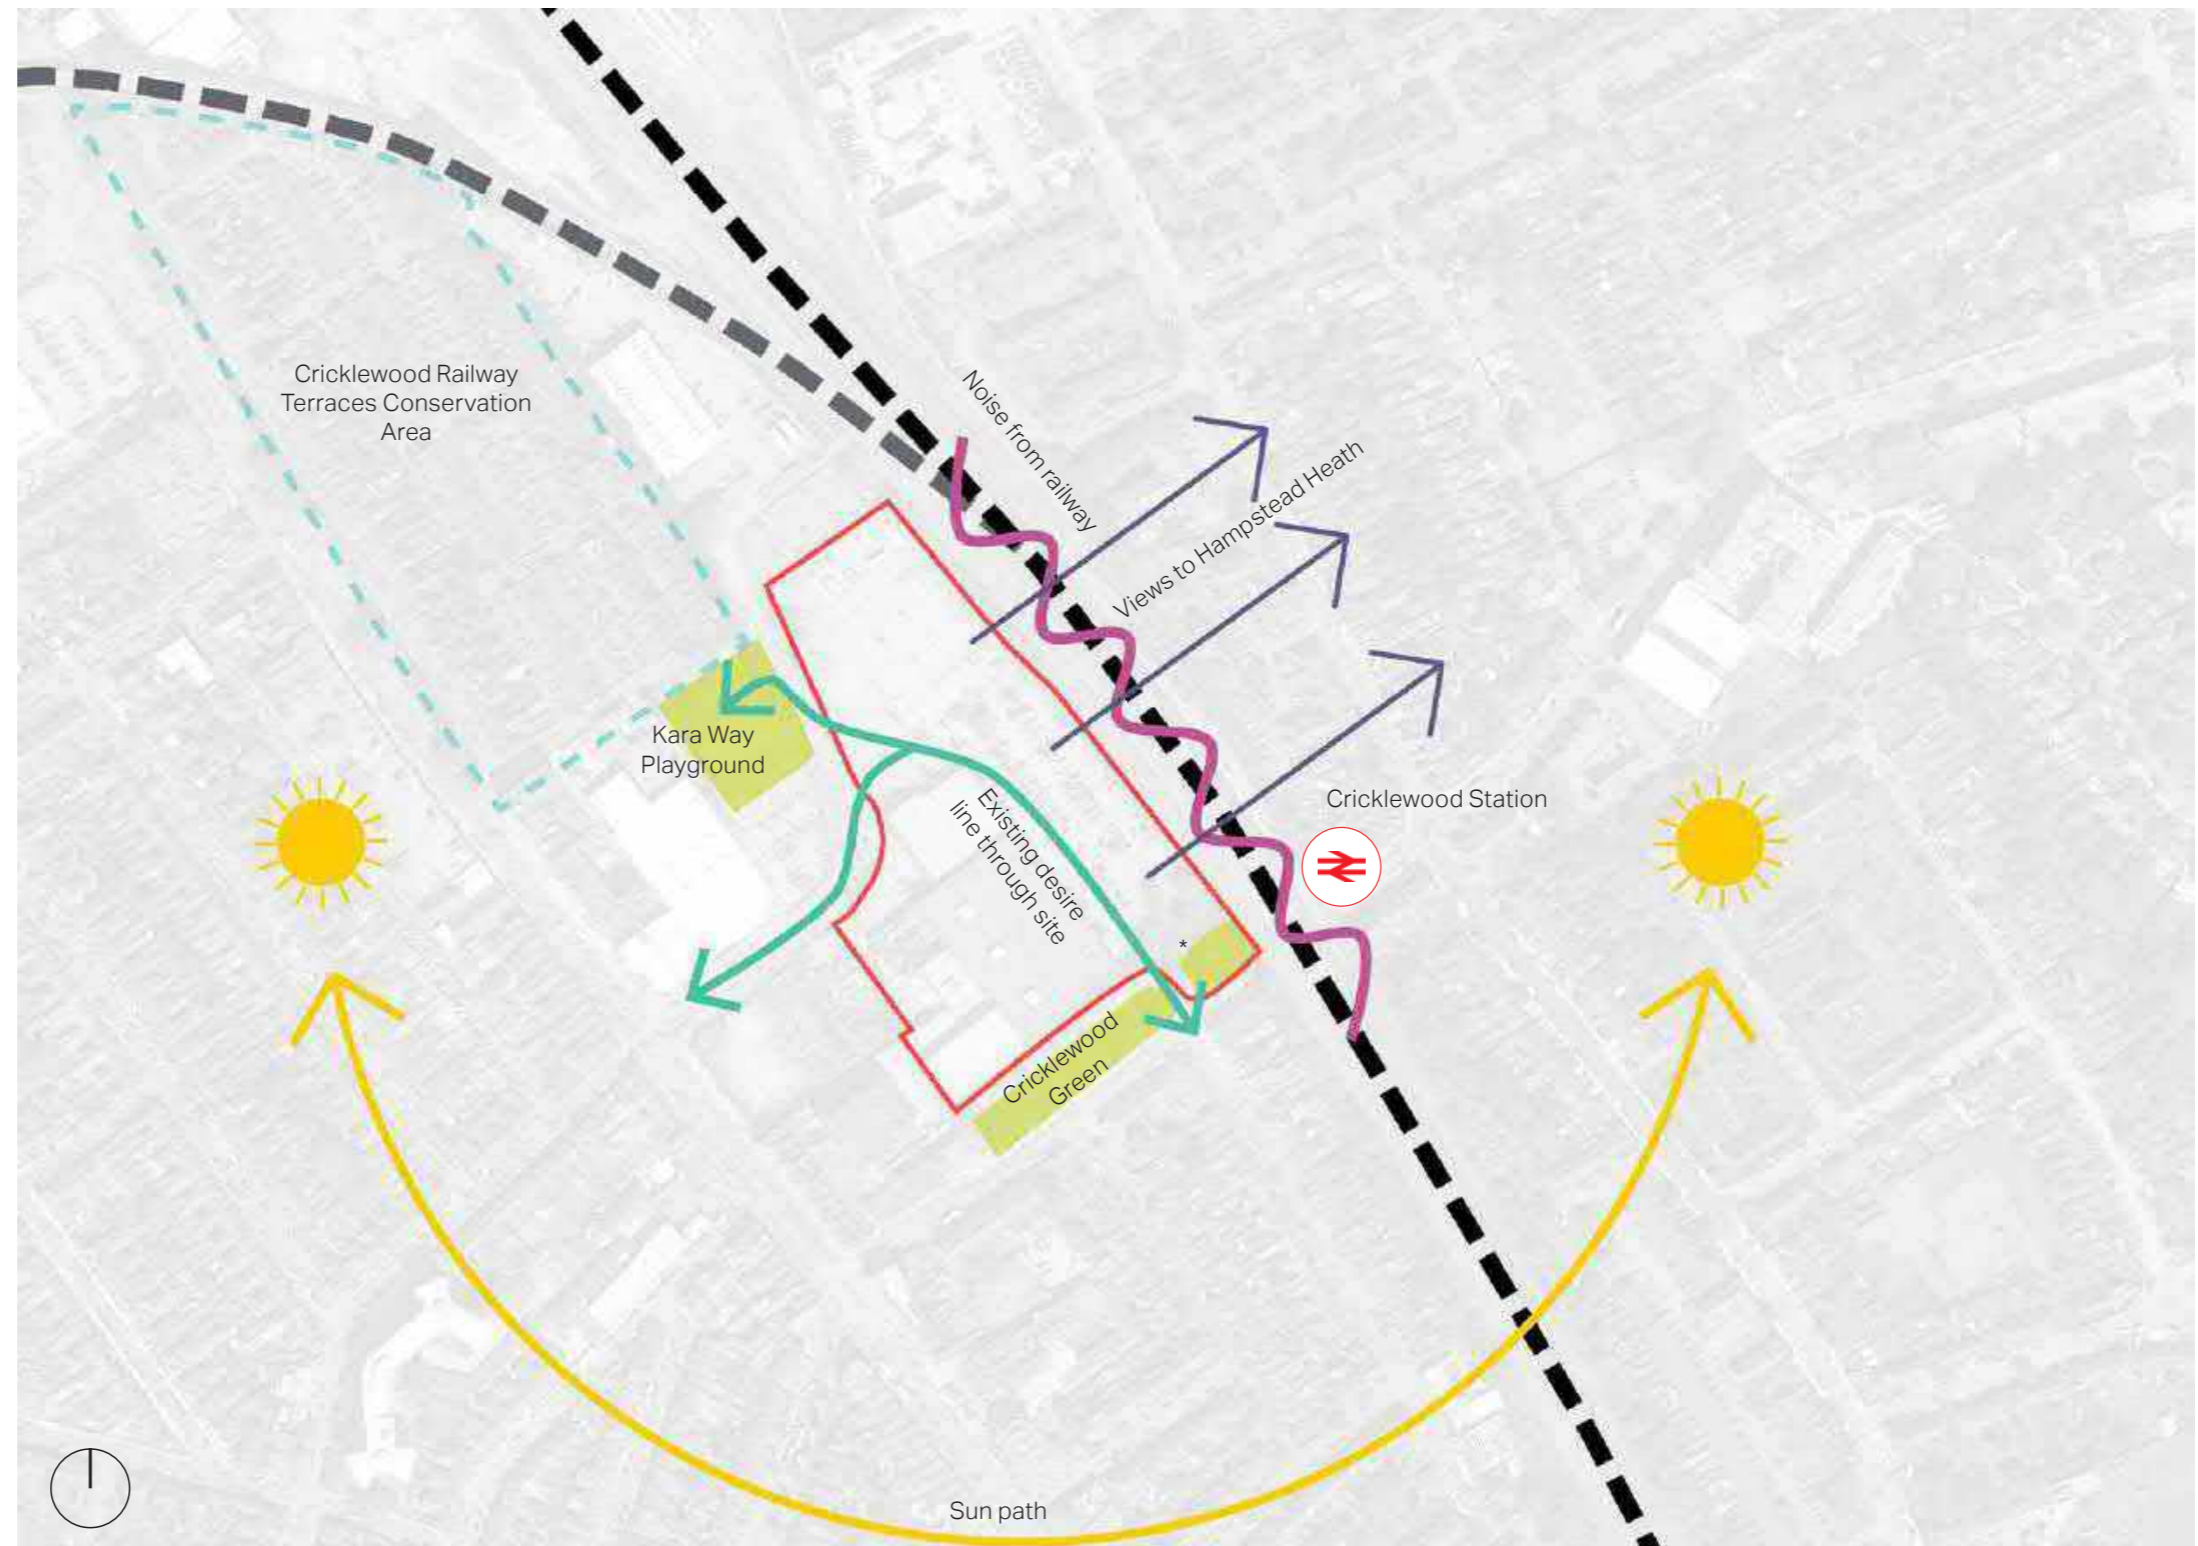 Cricklewood Railway
Terraces Conservation
Area
Noise from railway
Views to Hampstead Heath
Kara Way
Playground
Cricklewood Station
Existing desire
line through site
*
Cricklewood
Green
Sun path